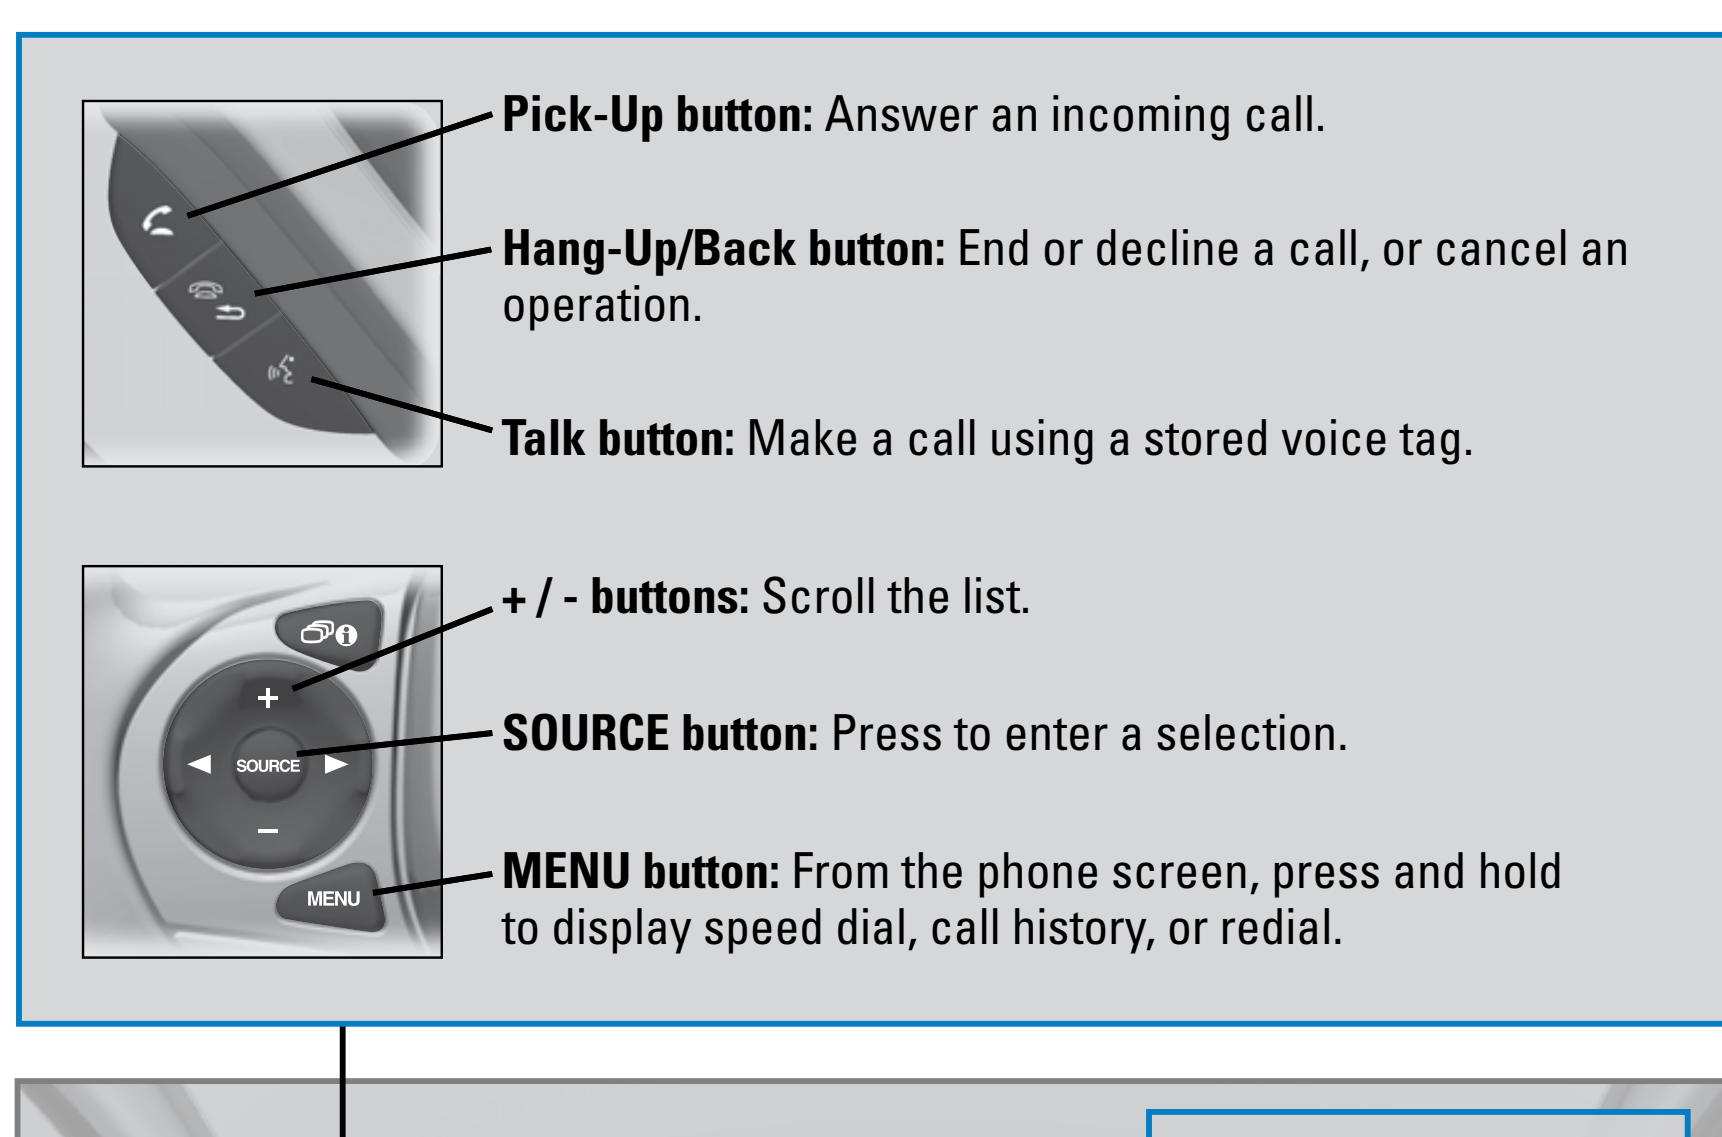 Pick-Up button: Answer an incoming call.
Hang-Up/Back button: End or decline a call, or cancel an
operation.
Talk button: Make a call using a stored voice tag.
+ / - buttons: Scroll the list.
+
SOURCE button: Press to enter a selection.
SOURCE
–
MENU button: From the phone screen, press and hold
MENU
to display speed dial, call history, or redial.